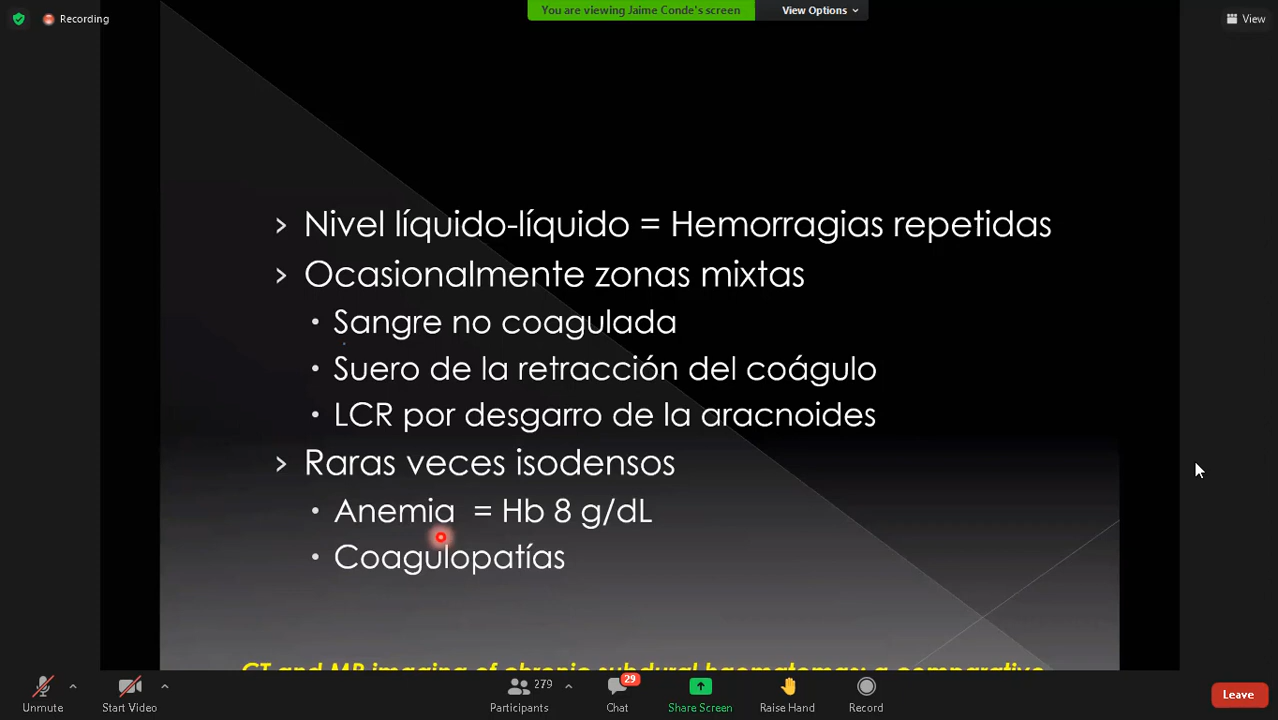 Recording
You are viewing Jaime Conde's screen
View Options
View
Nivel líquido-líquido = Hemorragias repetidas
Ocasionalmente zonas mixtas
Sangre no coagulada
Suero de la retracción del coágulo
LCR por desgarro de la aracnoides
Raras veces isodensos
Anemia = Hb 8 g/dL
Coagulopatías
CT and MR imaging of chronic subdural haematomas: a comparative
Unmute
Start Video
279
Participants
29
Chat
Share Screen
Raise Hand
Record
Leave